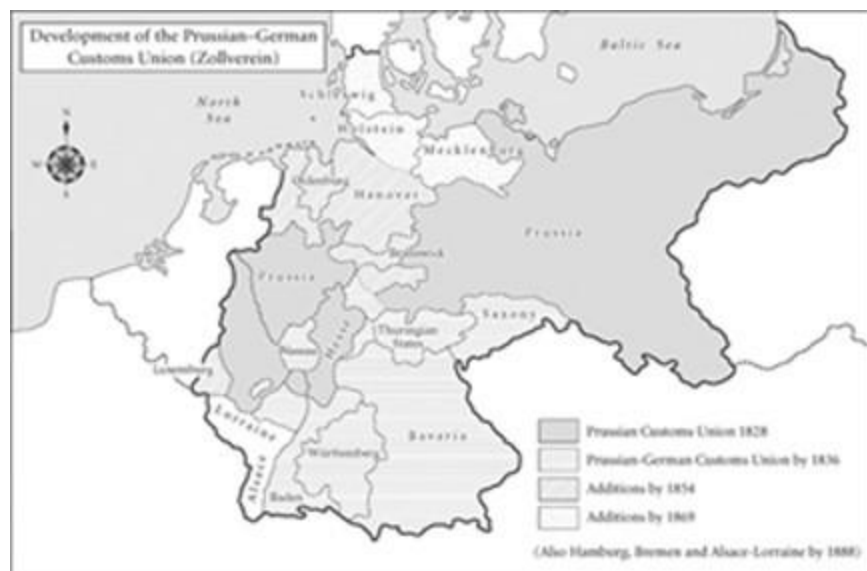 Development of the Prussian–German
Customs Union (Zollverein)
Baltic Sea
North
Sea
Schleswig
Holstein
Mecklenburg
N
W
E
S
Oldenburg
Hanover
Prussia
Brunswick
Prussia
Saxony
Thuringian
States
Hesse
Nassau
Luxemburg
Lorraine
Alsace
Bavaria
Württemberg
Baden
Prussian Customs Union 1828
Prussian-German Customs Union by 1836
Additions by 1854
Additions by 1869
(Also Hamburg, Bremen and Alsace-Lorraine by 1888)